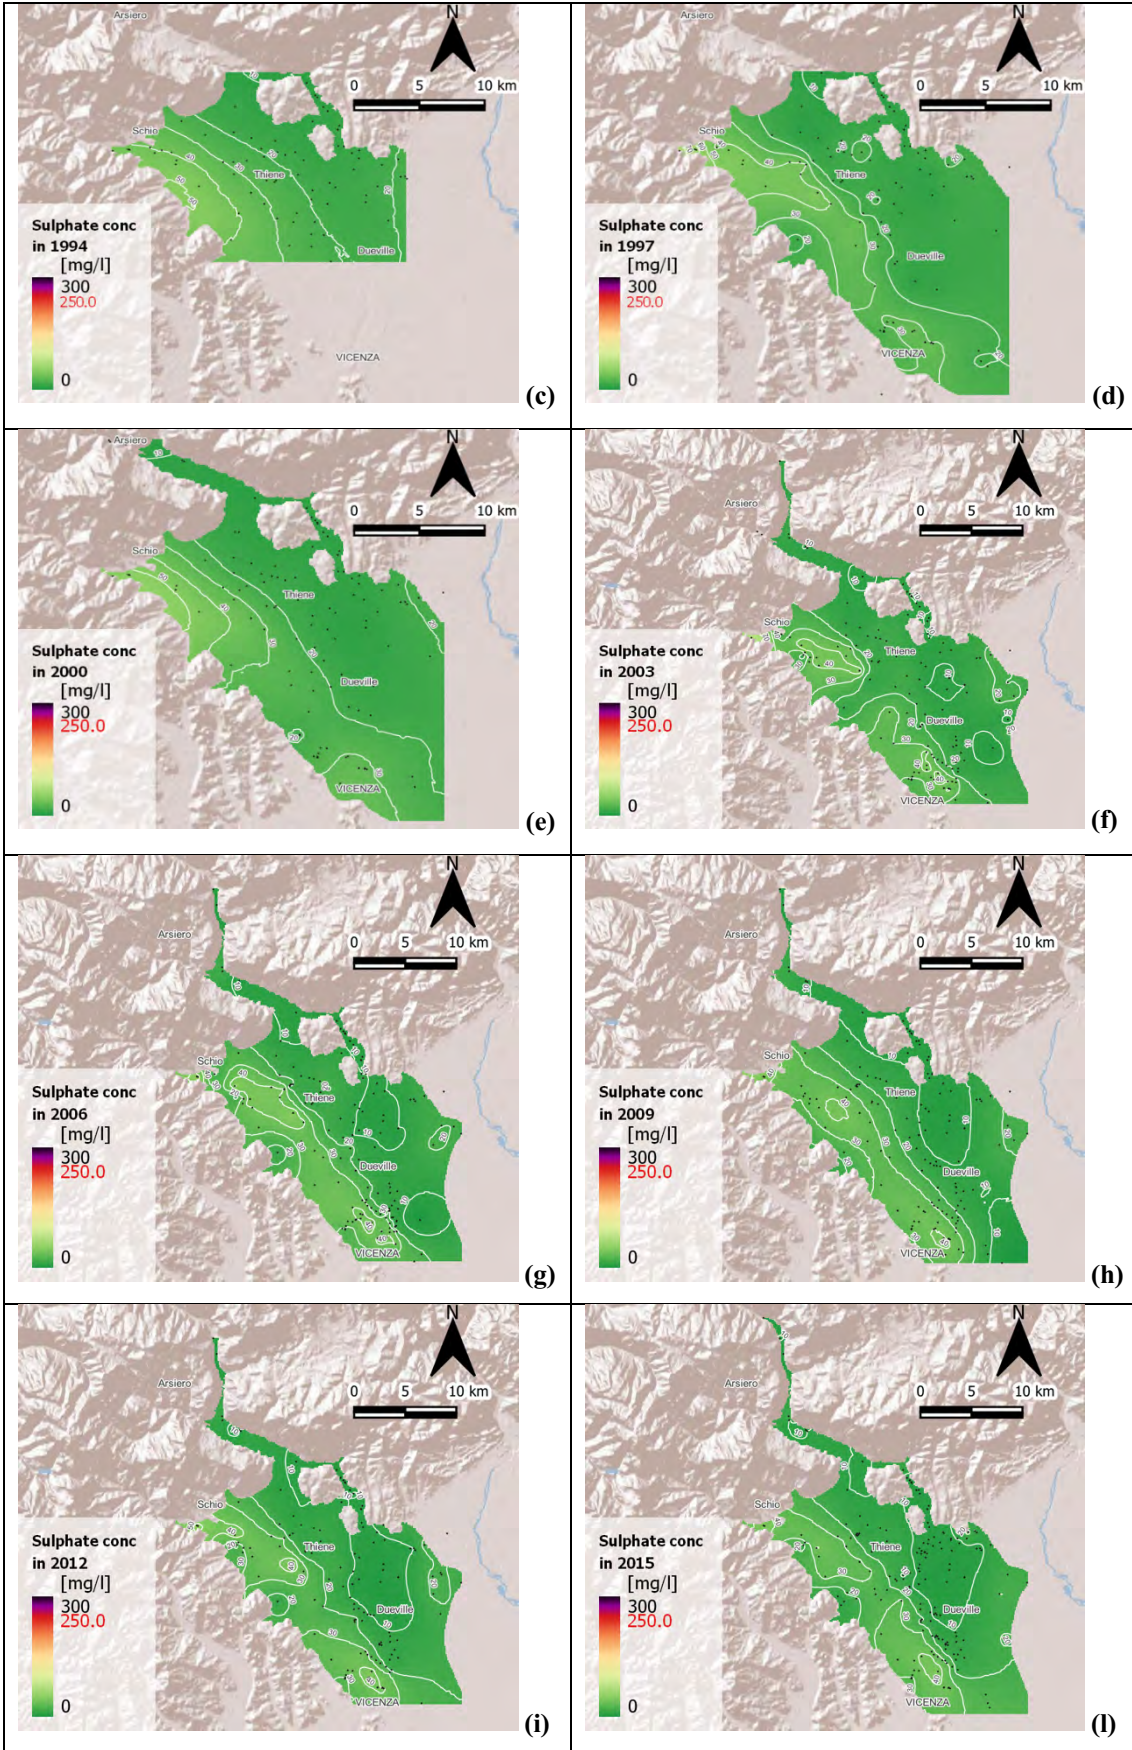 Arsiero
N
0 5 10 km
Schio
Thiene
Dueville
VICENZA
Sulphate conc
in 1994
[mg/l]
300
250.0
0
(c)
Arsiero
N
0 5 10 km
Schio
Thiene
Dueville
VICENZA
Sulphate conc
in 1997
[mg/l]
300
250.0
0
(d)
Arsiero
N
0 5 10 km
Schio
Thiene
Dueville
VICENZA
Sulphate conc
in 2000
[mg/l]
300
250.0
0
(e)
Arsiero
N
0 5 10 km
Schio
Thiene
Dueville
VICENZA
Sulphate conc
in 2003
[mg/l]
300
250.0
0
(f)
Arsiero
N
0 5 10 km
Schio
Thiene
Dueville
VICENZA
Sulphate conc
in 2006
[mg/l]
300
250.0
0
(g)
Arsiero
N
0 5 10 km
Schio
Thiene
Dueville
VICENZA
Sulphate conc
in 2009
[mg/l]
300
250.0
0
(h)
Arsiero
N
0 5 10 km
Schio
Thiene
Dueville
VICENZA
Sulphate conc
in 2012
[mg/l]
300
250.0
0
(i)
Arsiero
N
0 5 10 km
Schio
Thiene
Dueville
VICENZA
Sulphate conc
in 2015
[mg/l]
300
250.0
0
(l)